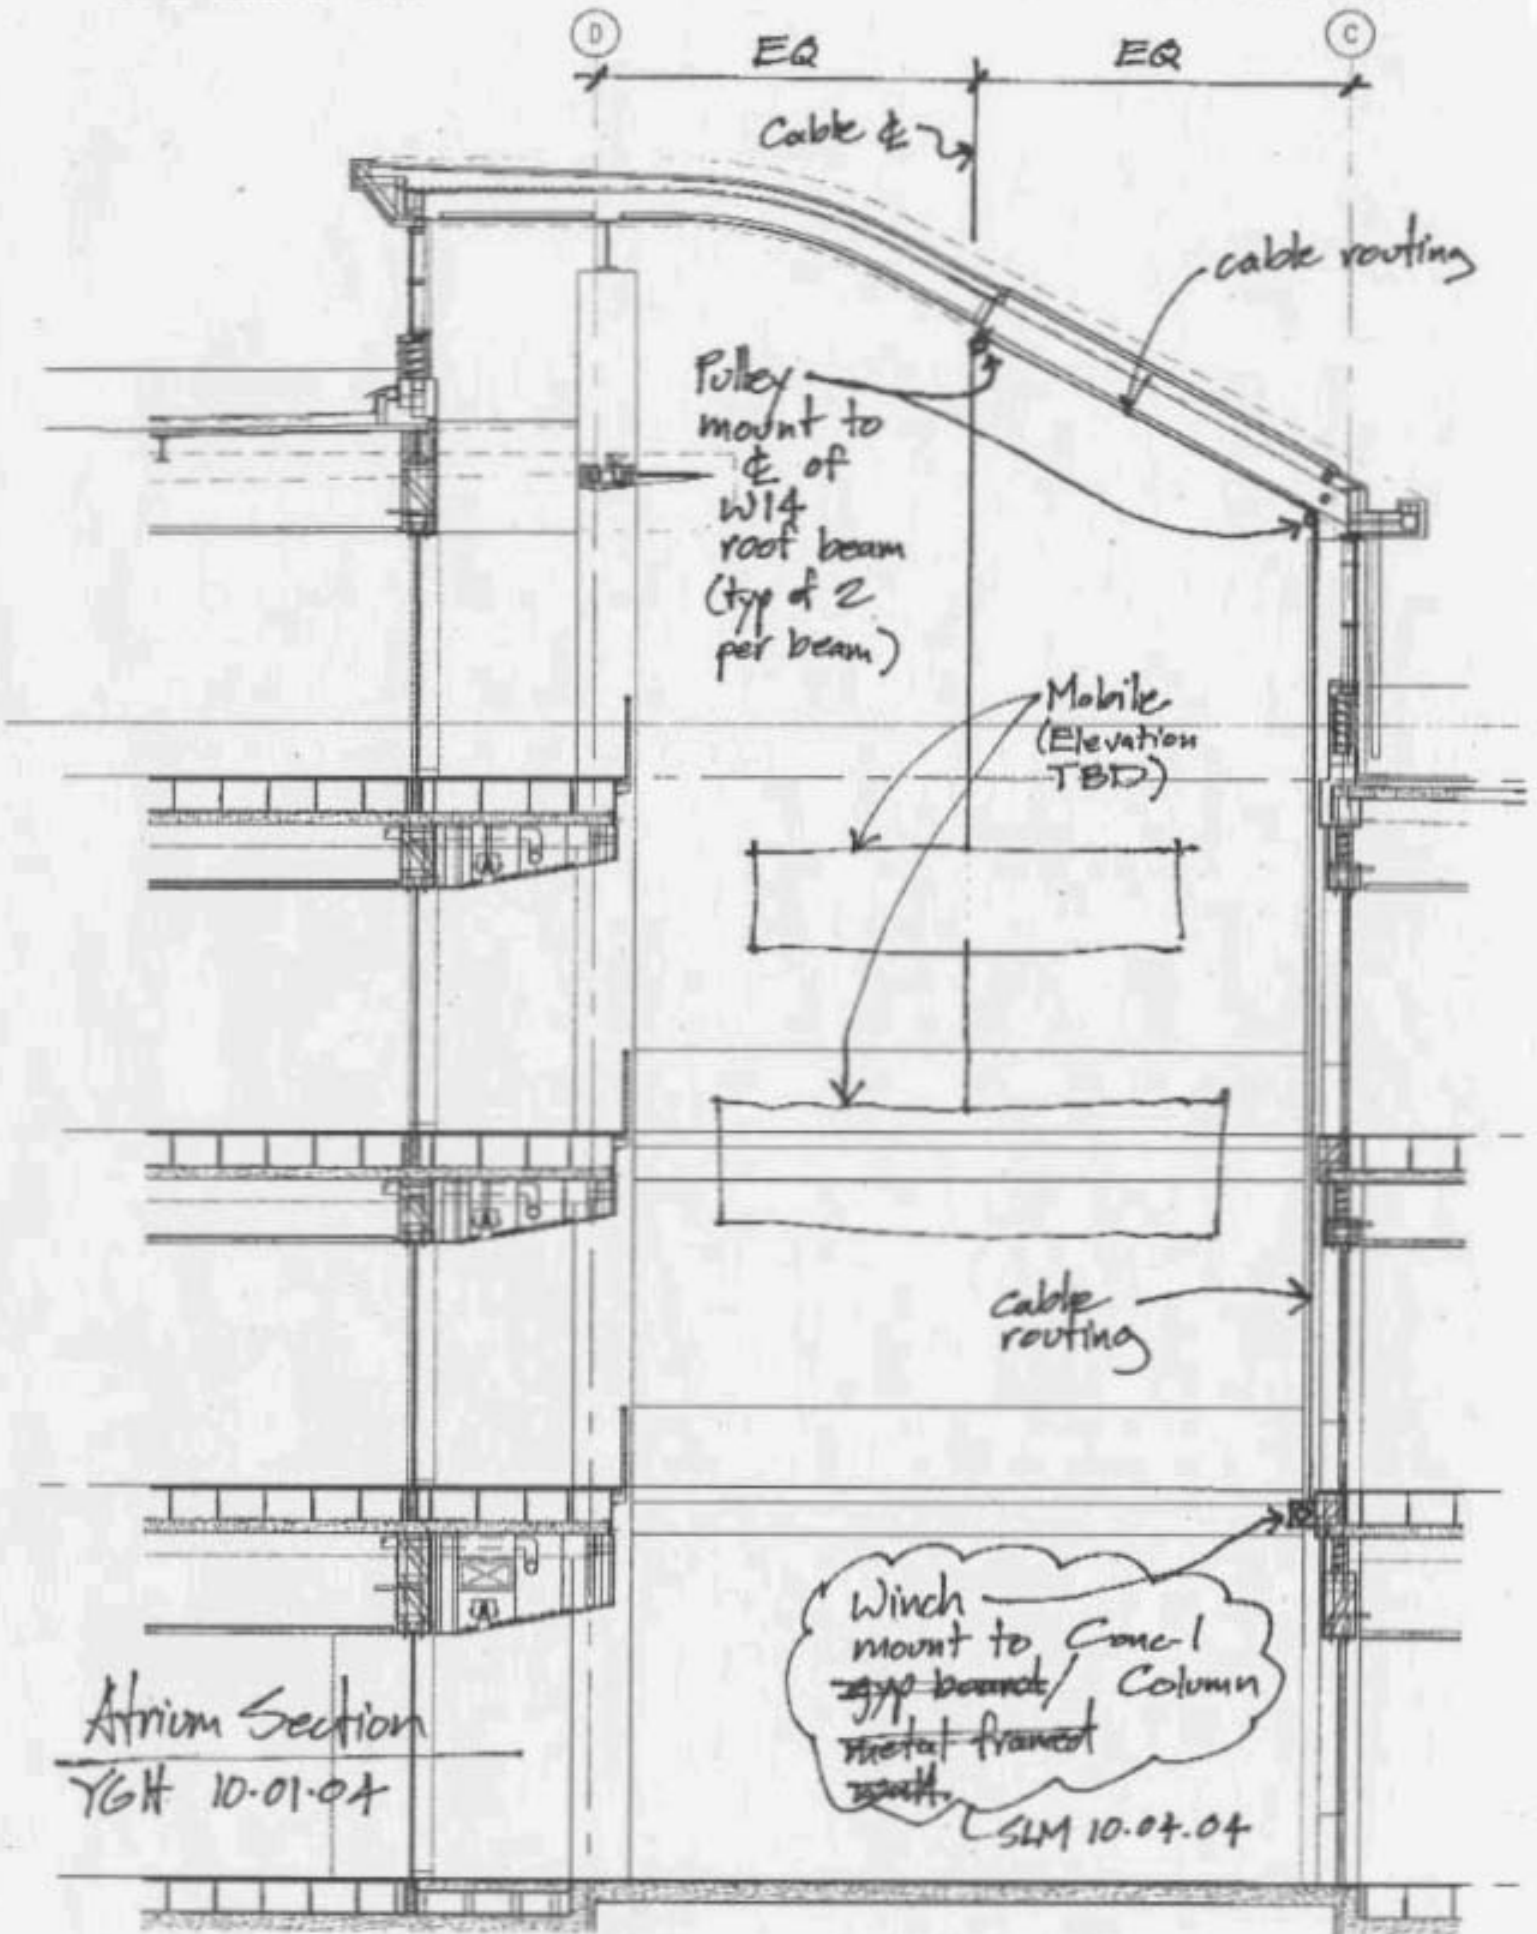 D
C
EQ
EQ
Cable ℄
cable routing
Pulley
mount to
℄ of
W14
roof beam
(typ of 2
per beam)
Mobile
(Elevation
TBD)
cable
routing
Winch
mount to Conc-1
gyp board/ Column
metal framed
wall.
SLM 10.04.04
Atrium Section
YGH 10.01.04